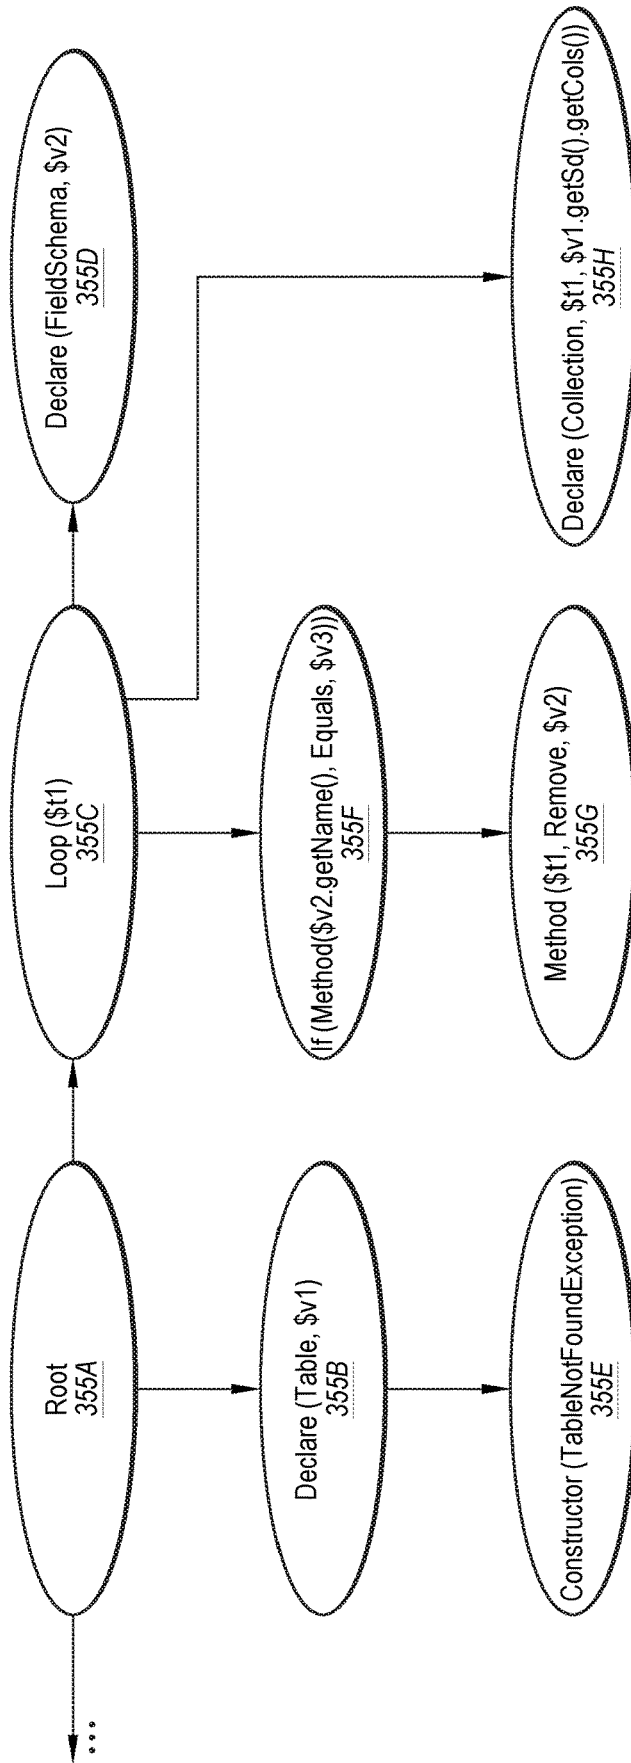 ...
Root
355A
Loop ($t1)
355C
Declare (FieldSchema, $v2)
355D
Declare (Table, $v1)
355B
If (Method($v2.getName(), Equals, $v3))
355F
Constructor (TableNotFoundException)
355E
Method ($t1, Remove, $v2)
355G
Declare (Collection, $t1, $v1.getSd().getCols())
355H